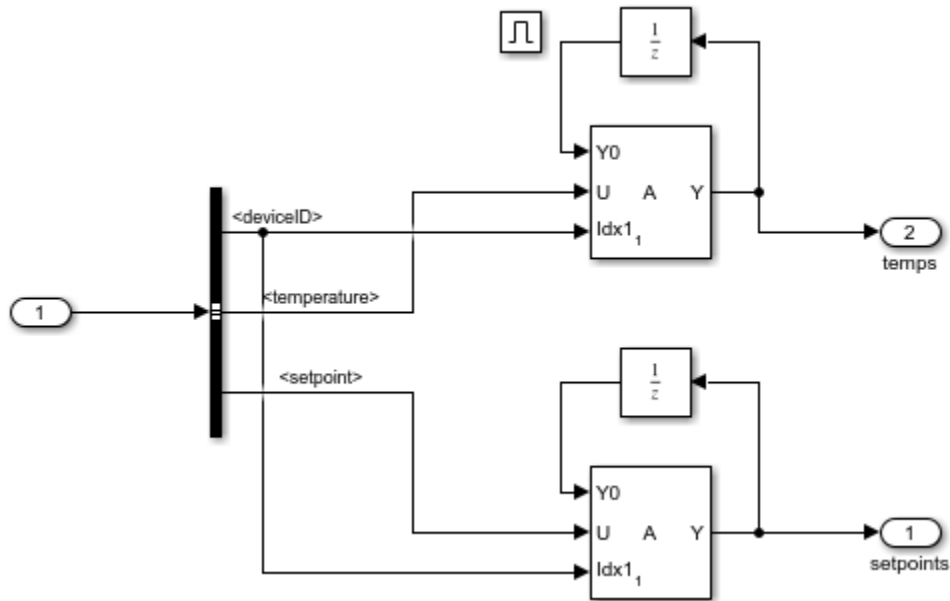 1
z
Y0
U A Y
Idx1 1
<deviceID>
2
temps
<temperature>
1
<setpoint>
1
z
Y0
U A Y
Idx1 1
1
setpoints